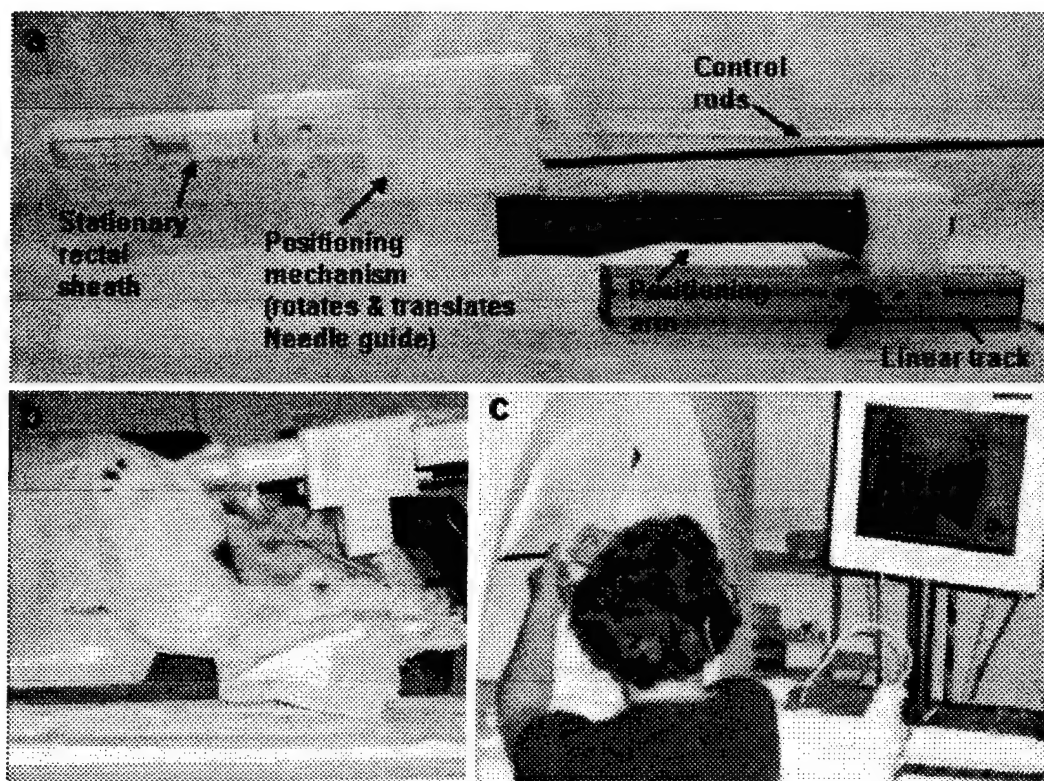 a
Control
rods
Stationary
rectal
sheath
Positioning
mechanism
(rotates & translates
Needle guide)
Positioning
arm
Linear track
b
c